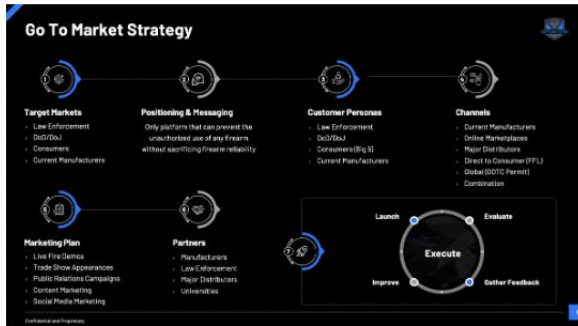 Go To Market Strategy
1
2
3
4
Target Markets
Law Enforcement
DoD/DoJ
Consumers
Current Manufacturers
Positioning & Messaging
Only platform that can prevent the
unauthorized use of any firearm
without sacrificing firearm reliability
Customer Personas
Law Enforcement
DoD/DoJ
Consumers (Big 5)
Current Manufacturers
Channels
Current Manufacturers
Online Marketplaces
Major Distributors
Direct to Consumer (FFL)
Global (DDTC Permit)
Combination
5
6
Marketing Plan
Live Fire Demos
Trade Show Appearances
Public Relations Campaigns
Content Marketing
Social Media Marketing
Partners
Manufacturers
Law Enforcement
Major Distributors
Universities
7
Launch
Evaluate
Execute
Improve
Gather Feedback
Confidential and Proprietary